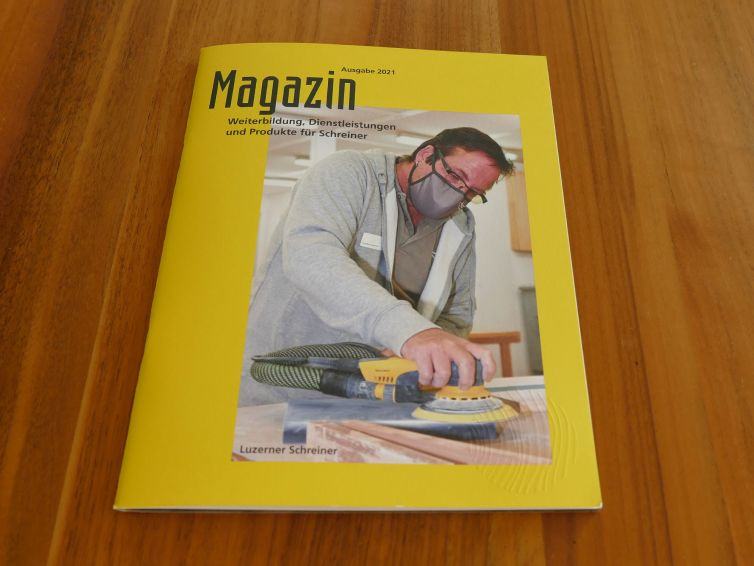 Ausgabe 2021
Magazin
Weiterbildung, Dienstleistungen
und Produkte für Schreiner
Luzerner Schreiner